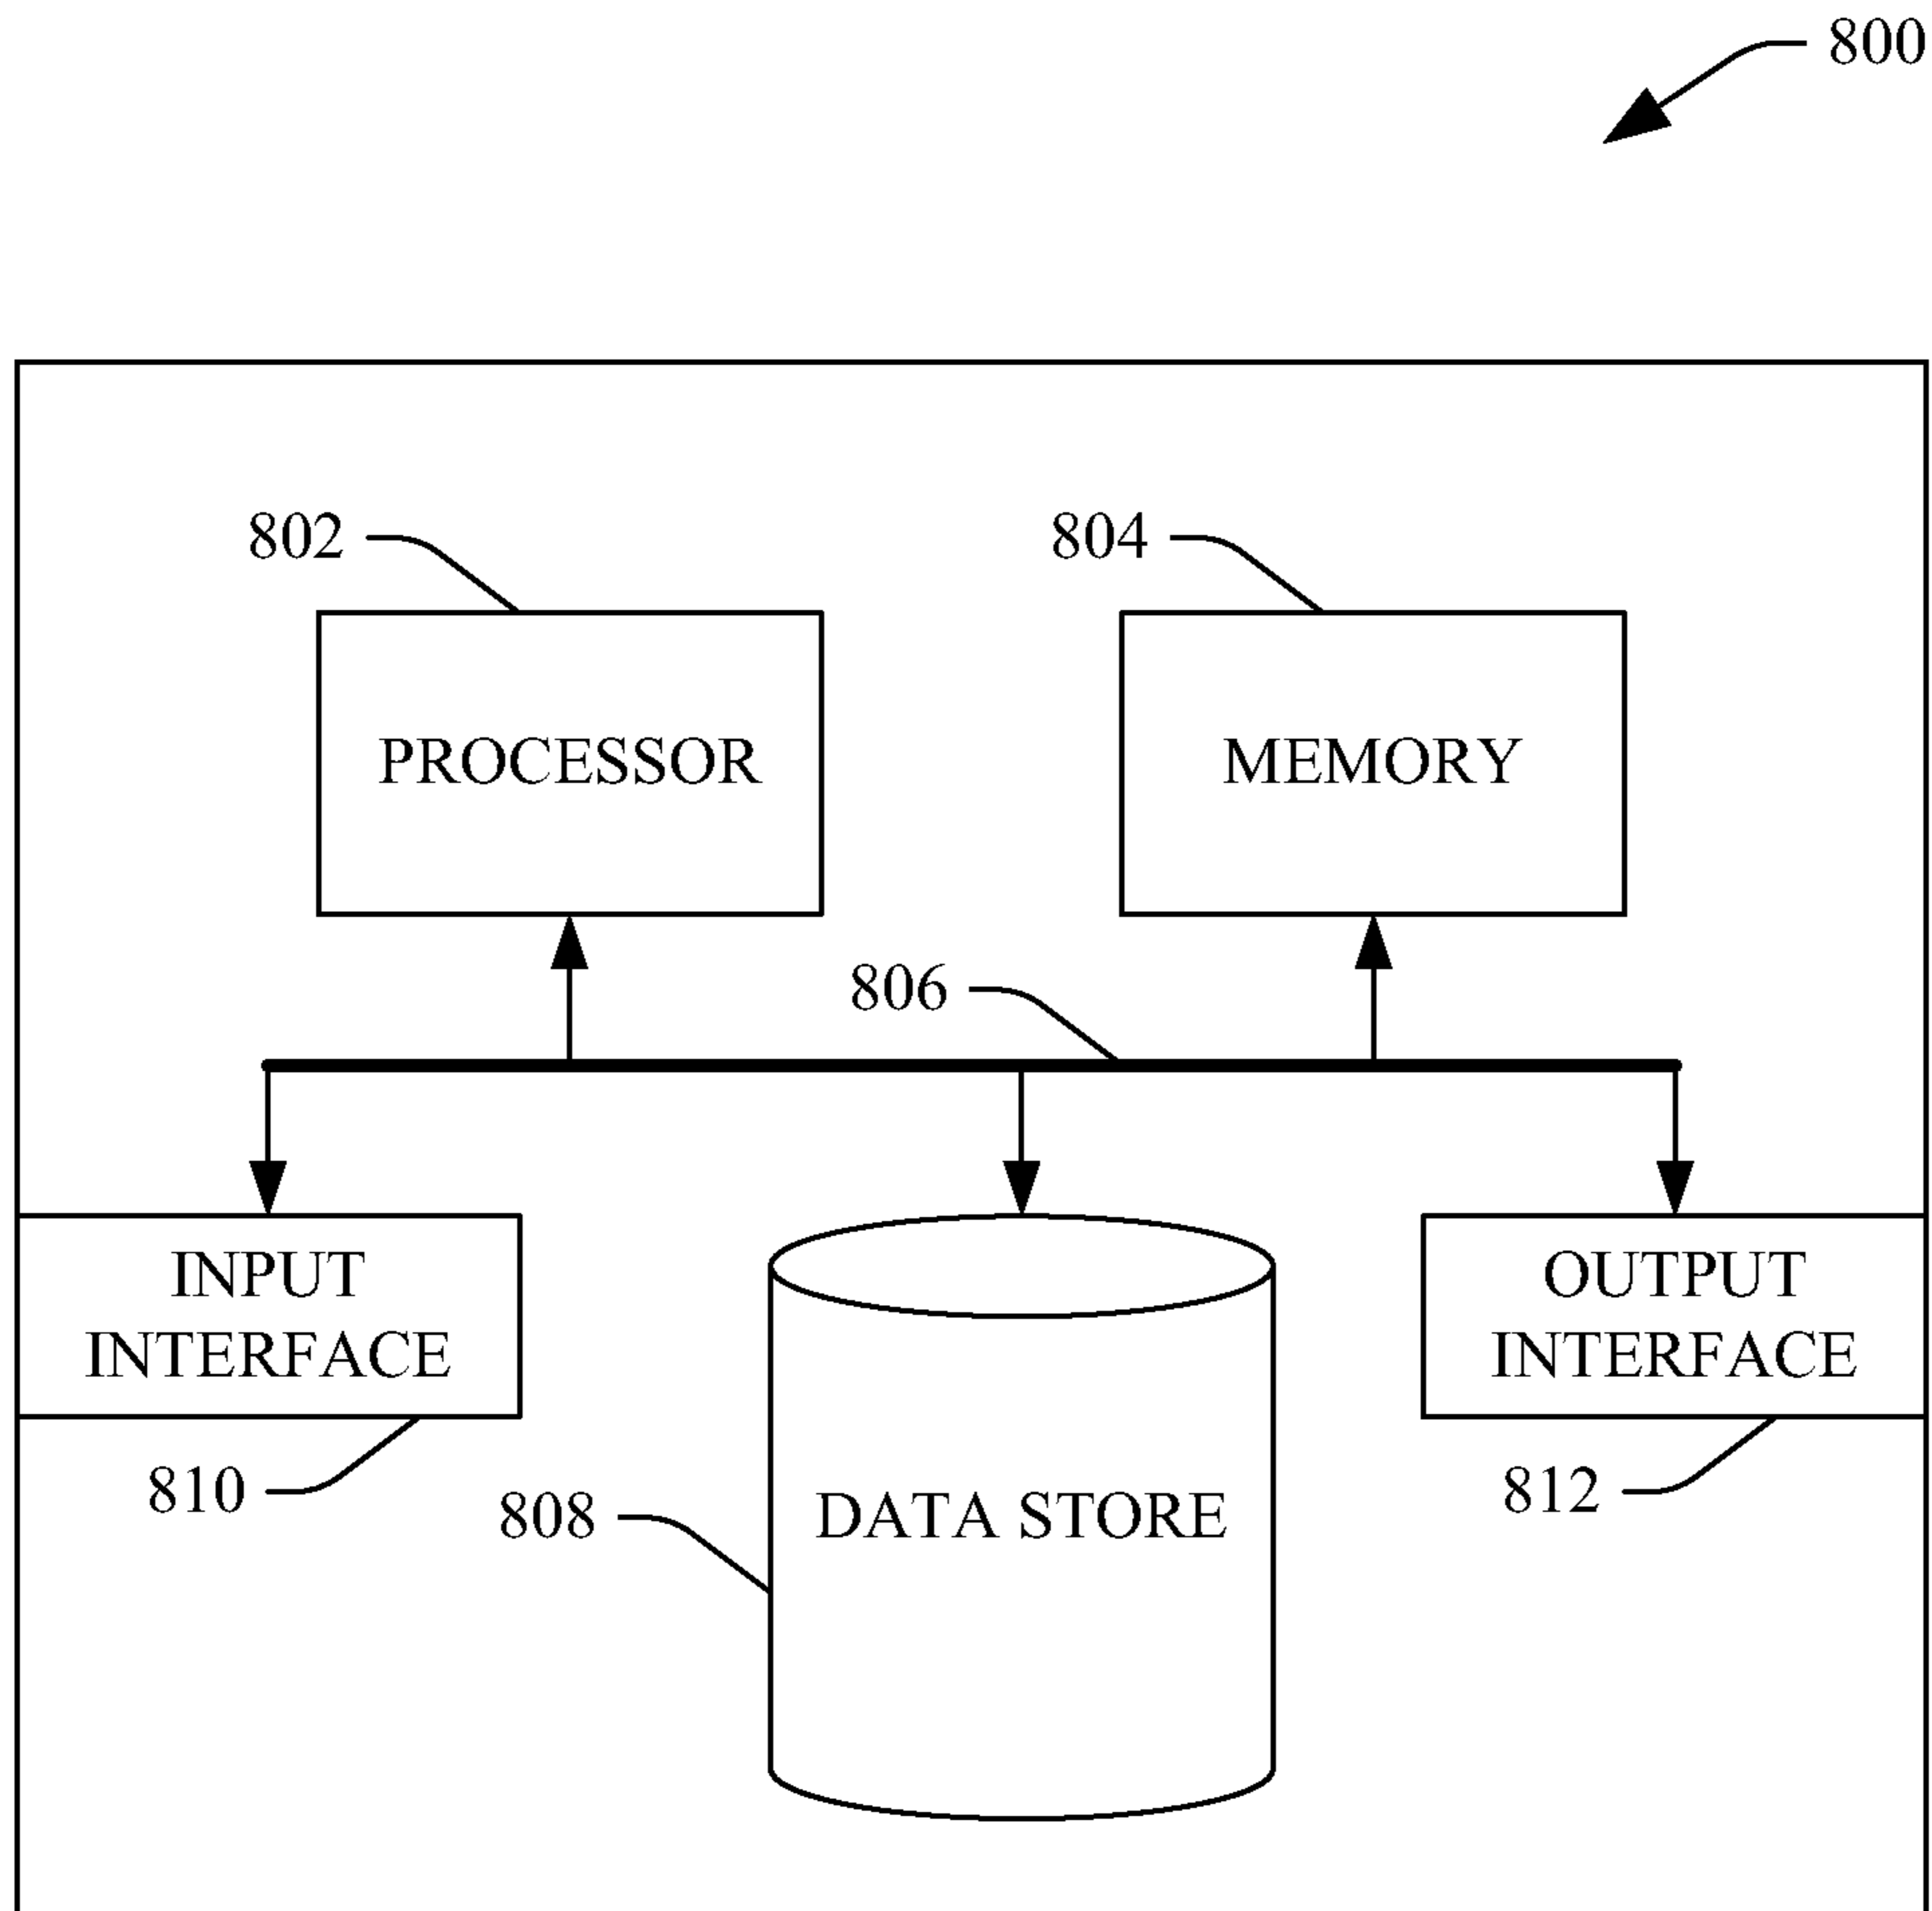 800
802
804
PROCESSOR
MEMORY
806
INPUT
INTERFACE
OUTPUT
INTERFACE
810
808
DATA STORE
812